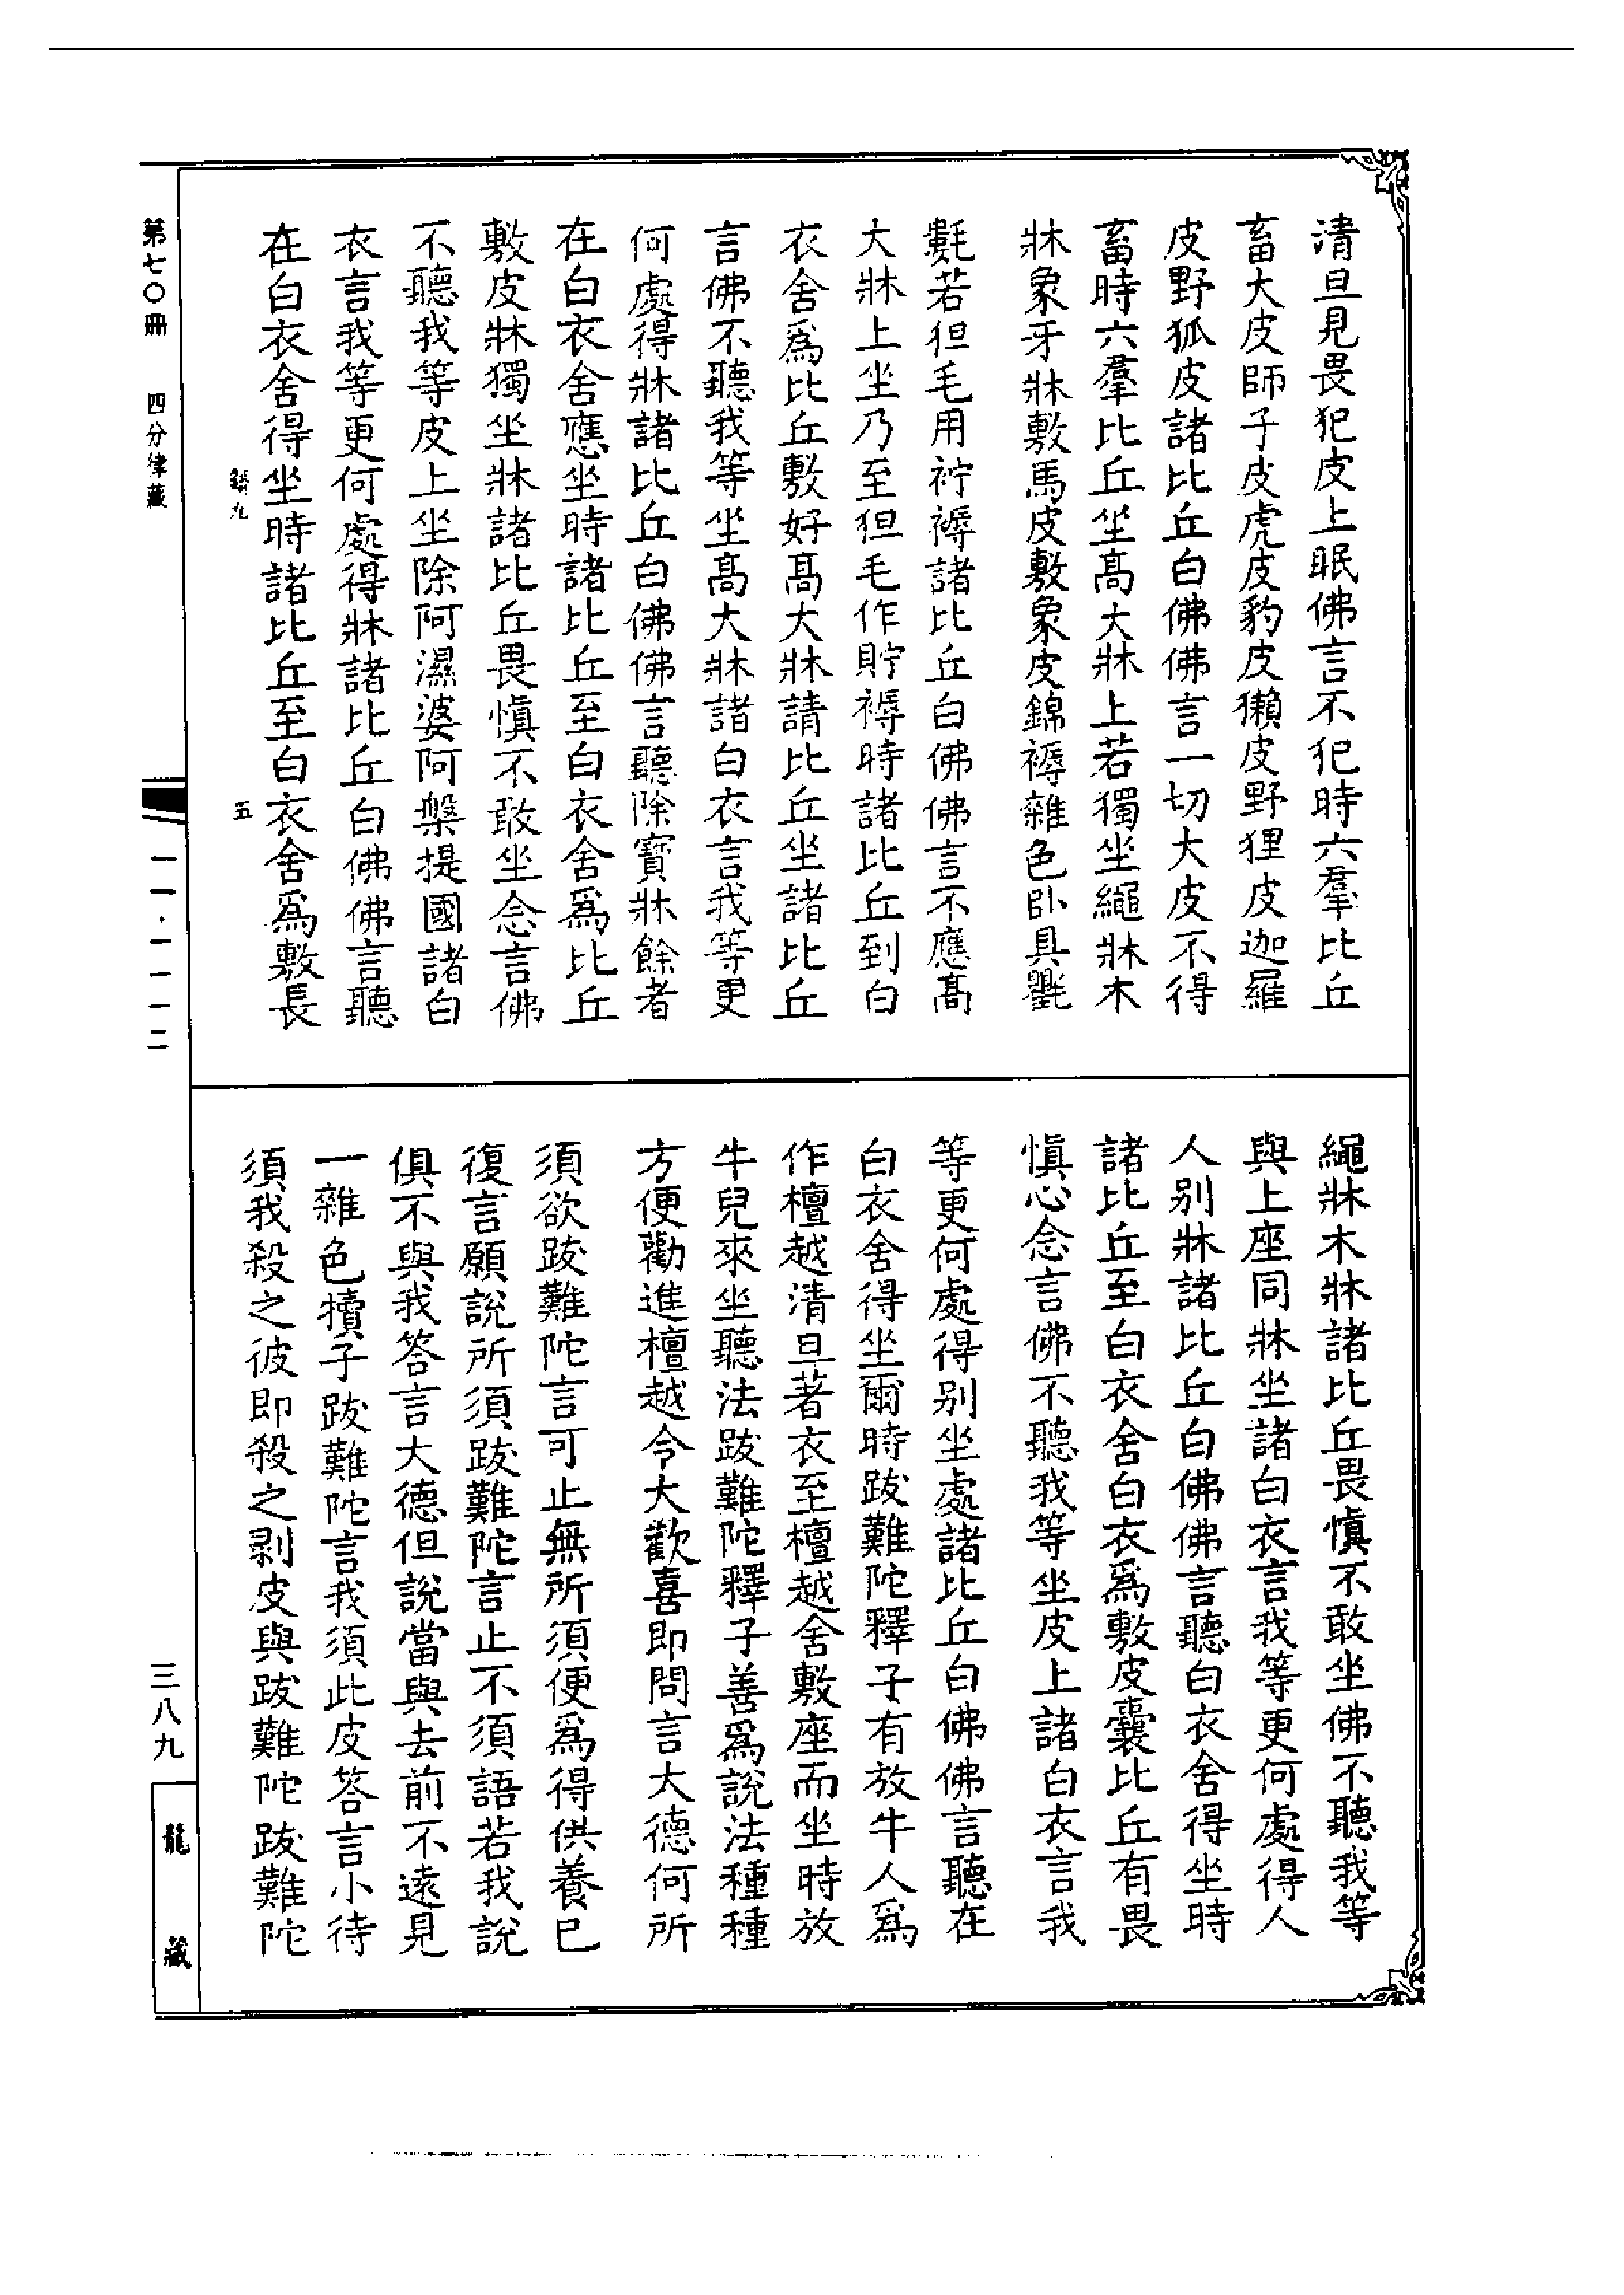 清旦見畏犯皮上眠佛言不犯時六羣比丘
畜大皮師子皮虎皮豹皮獺皮野狸皮迦羅
皮野狐皮諸比丘白佛佛言一切大皮不得
畜時六羣比丘坐高大牀上若獨坐繩牀木
牀象牙牀敷馬皮敷象皮錦褥雜色臥具氍
氀若狚毛用衧褥諸比丘白佛佛言不應高
大牀上坐乃至狚毛作貯褥時諸比丘到白
衣舍爲比丘敷好高大牀請比丘坐諸比丘
言佛不聽我等坐高大牀諸白衣言我等更
何處得牀諸比丘白佛佛言聽除寶牀餘者
在白衣舍應坐時諸比丘至白衣舍爲比丘
敷皮牀獨坐牀諸比丘畏愼不敢坐念言佛
不聽我等皮上坐除阿濕婆阿槃提國諸白
衣言我等更何處得牀諸比丘白佛佛言聽
在白衣舍得坐時諸比丘至白衣舍爲敷長
繩牀木牀諸比丘畏愼不敢坐佛不聽我等
與上座同牀坐諸白衣言我等更何處得人
人別牀諸比丘白佛佛言聽白衣舍得坐時
諸比丘至白衣舍白衣爲敷皮囊比丘有畏
愼心念言佛不聽我等坐皮上諸白衣言我
等更何處得別坐處諸比丘白佛佛言聽在
白衣舍得坐爾時跋難陀釋子有放牛人爲
作檀越清旦著衣至檀越舍敷座而坐時放
牛兒來坐聽法跋難陀釋子善爲說法種種
方便勸進檀越令大歡喜即問言大德何所
須欲跋難陀言可止無所須便爲得供養已
復言願說所須跋難陀言止不須語若我說
俱不與我答言大德但說當與去前不遠見
一雜色犢子跋難陀言我須此皮答言小待
須我殺之彼即殺之剥皮與跋難陀跋難陀
第七〇冊
四分律藏
五
一一·一一一二
三八九
龍藏